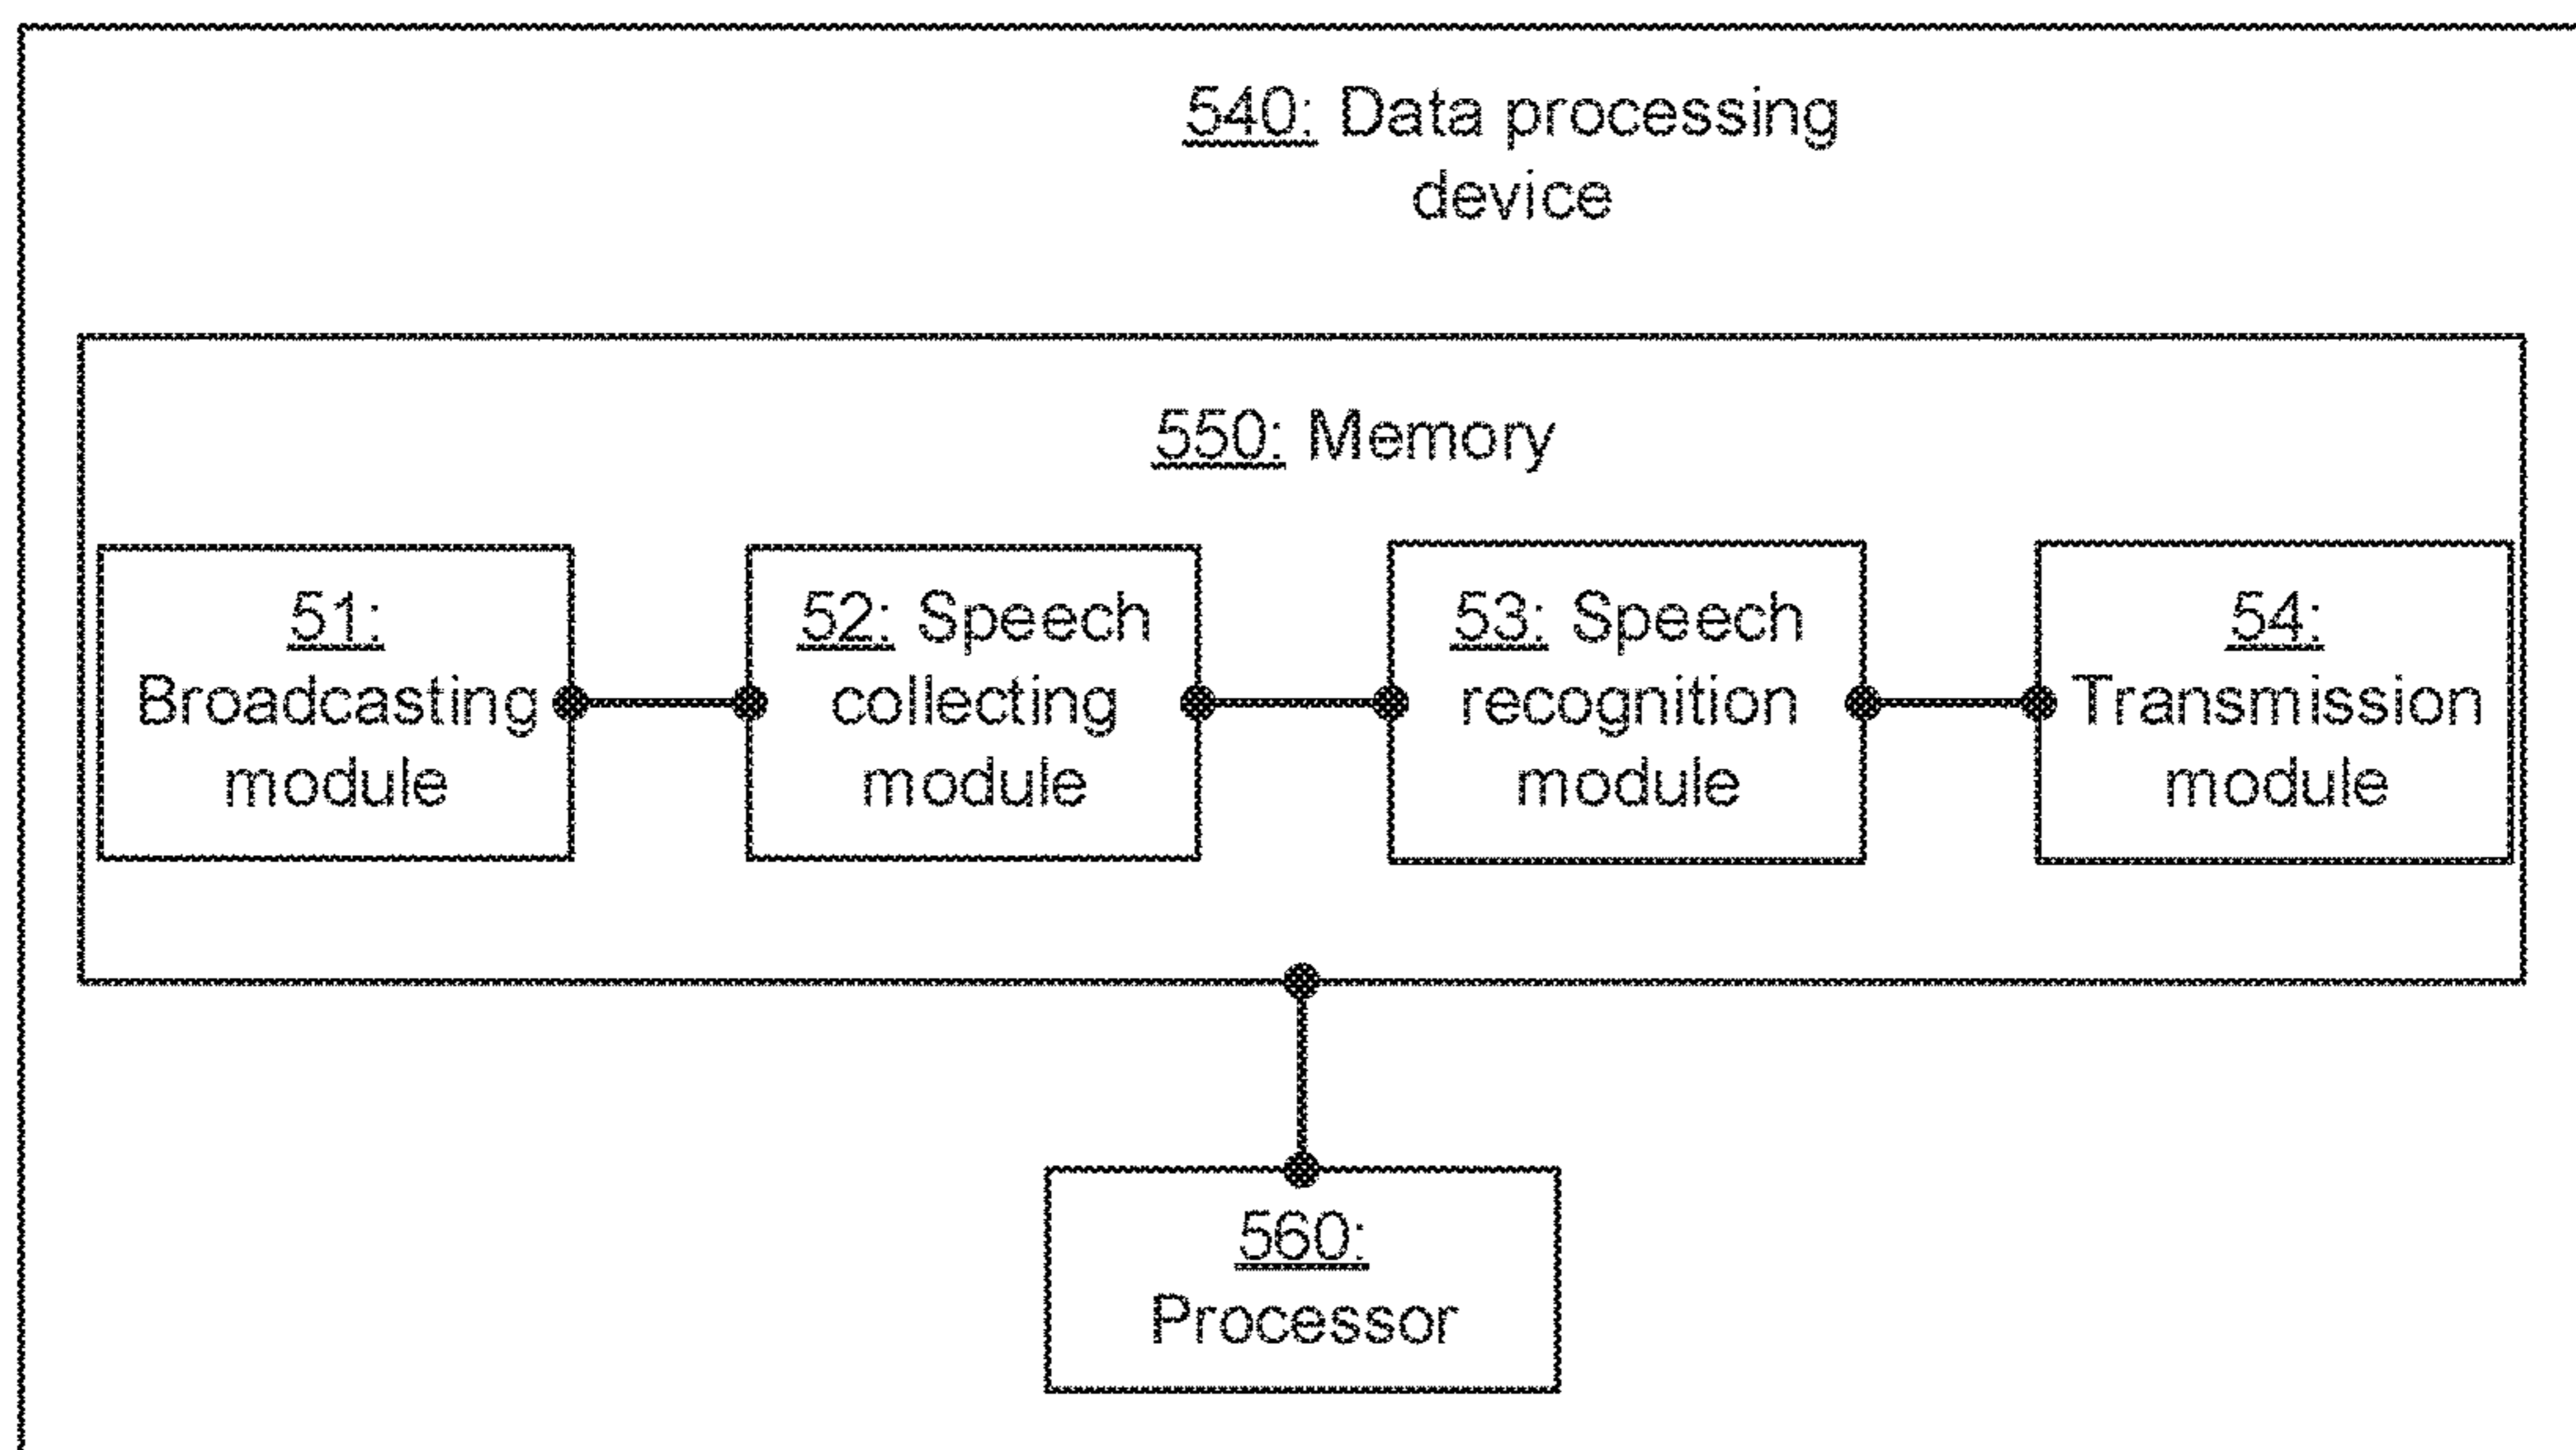 540: Data processing
device
550: Memory
51:
Broadcasting
module
52: Speech
collecting
module
53: Speech
recognition
module
54:
Transmission
module
560:
Processor